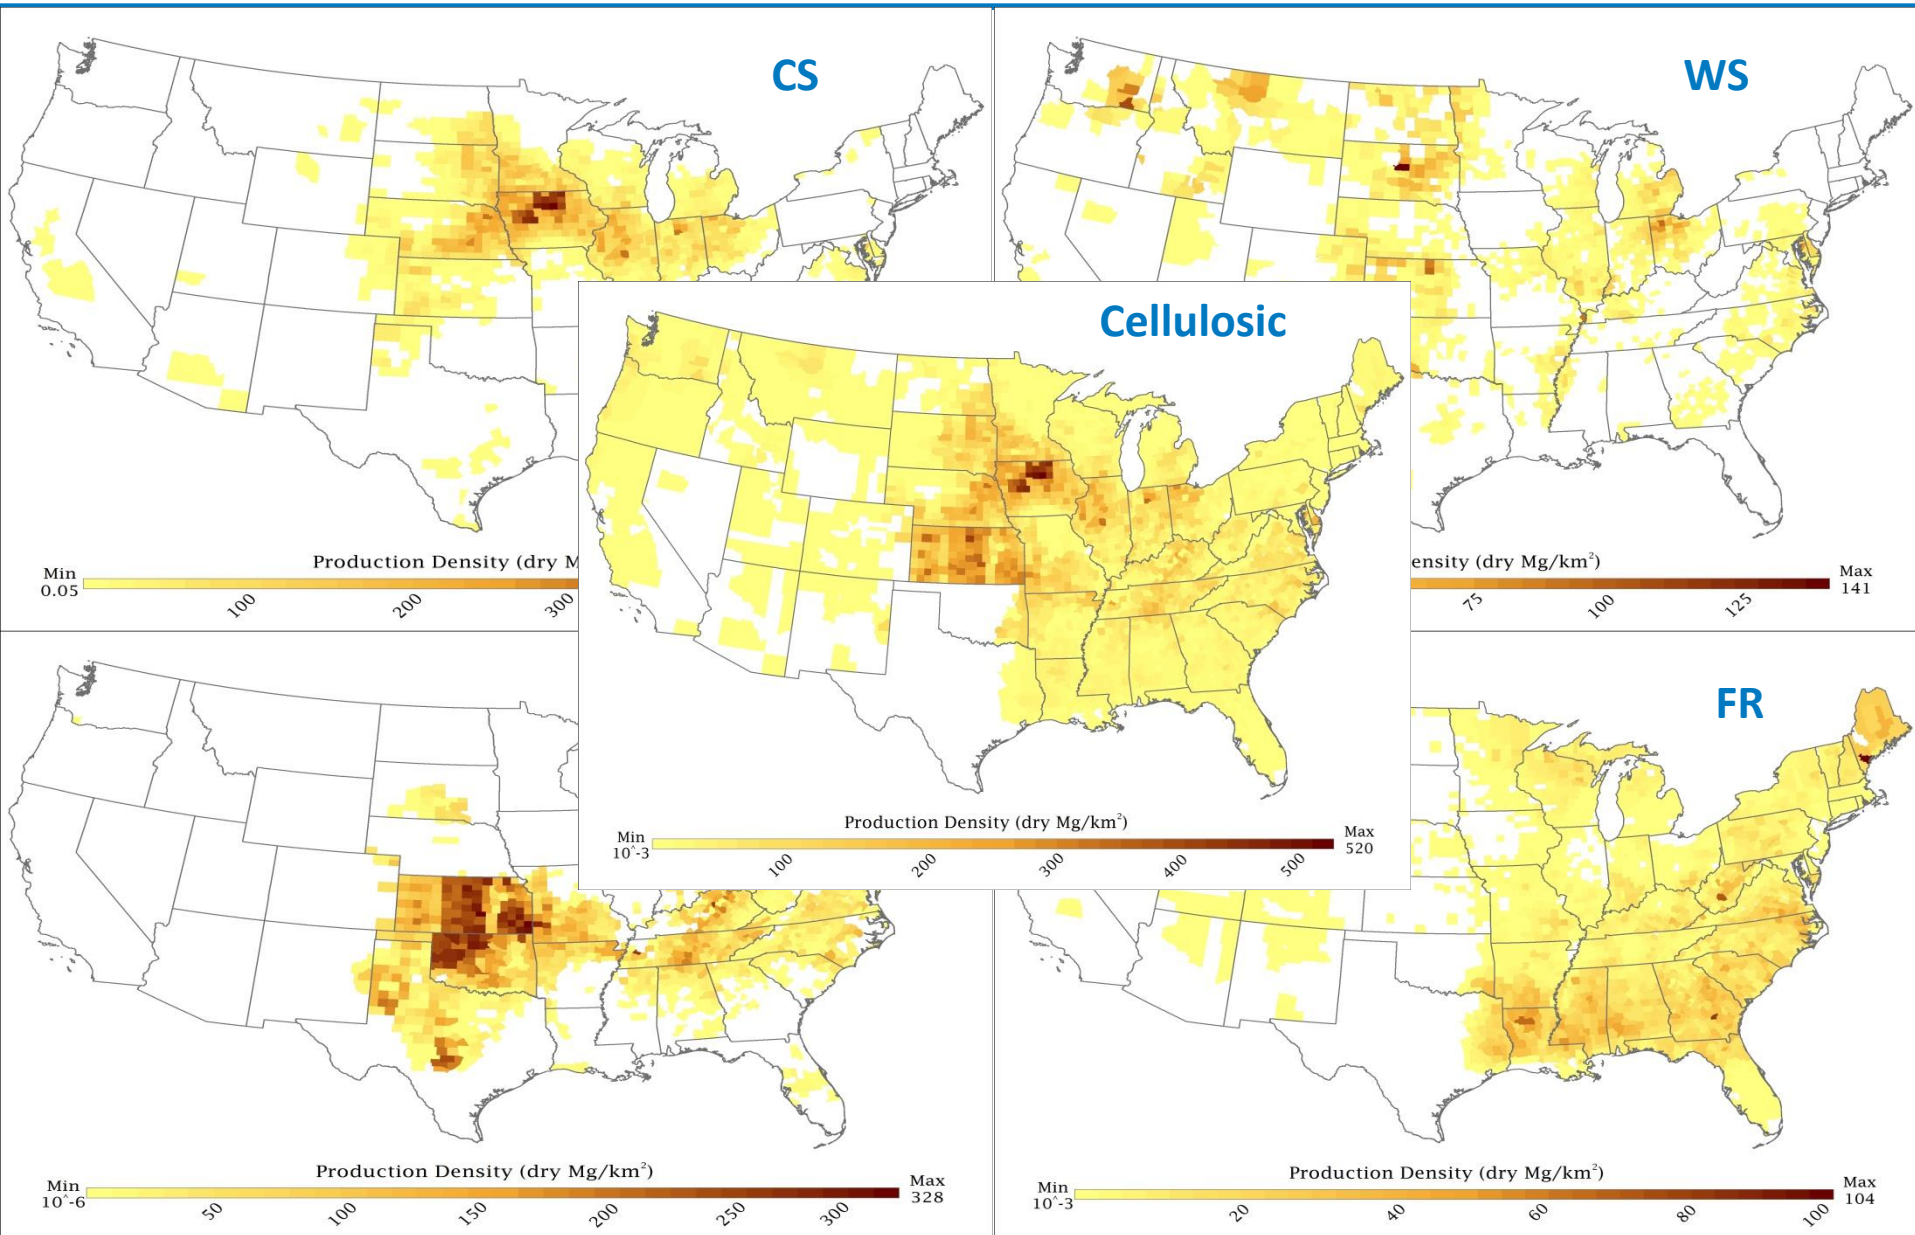 CS
WS
Cellulosic
Production Density (dry M
Min
0.05
100
200
300
ensity (dry Mg/km²)
Max
141
75
100
125
Production Density (dry Mg/km²)
Min
10^-3
Max
520
100
200
300
400
500
FR
Production Density (dry Mg/km²)
Min
10^-6
Max
328
50
100
150
200
250
300
Production Density (dry Mg/km²)
Min
10^-3
Max
104
20
40
60
80
100